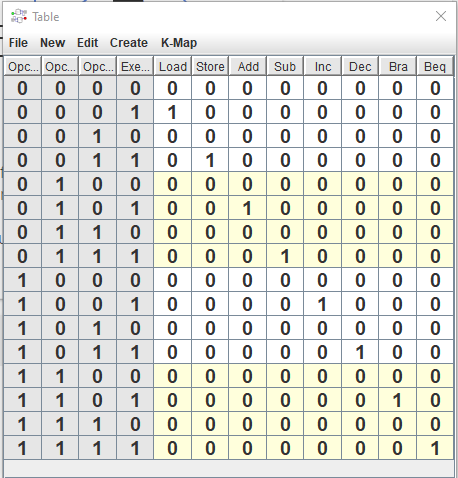 Table
File New Edit Create K-Map
Opc... Opc... Opc... Exe... Load Store Add Sub Inc Dec Bra Beq
0 0 0 0 0 0 0 0 0 0 0 0
0 0 0 1 1 0 0 0 0 0 0 0
0 0 1 0 0 0 0 0 0 0 0 0
0 0 1 1 0 1 0 0 0 0 0 0
0 1 0 0 0 0 0 0 0 0 0 0
0 1 0 1 0 0 1 0 0 0 0 0
0 1 1 0 0 0 0 0 0 0 0 0
0 1 1 1 0 0 0 1 0 0 0 0
1 0 0 0 0 0 0 0 0 0 0 0
1 0 0 1 0 0 0 0 1 0 0 0
1 0 1 0 0 0 0 0 0 0 0 0
1 0 1 1 0 0 0 0 0 1 0 0
1 1 0 0 0 0 0 0 0 0 0 0
1 1 0 1 0 0 0 0 0 0 1 0
1 1 1 0 0 0 0 0 0 0 0 0
1 1 1 1 0 0 0 0 0 0 0 1